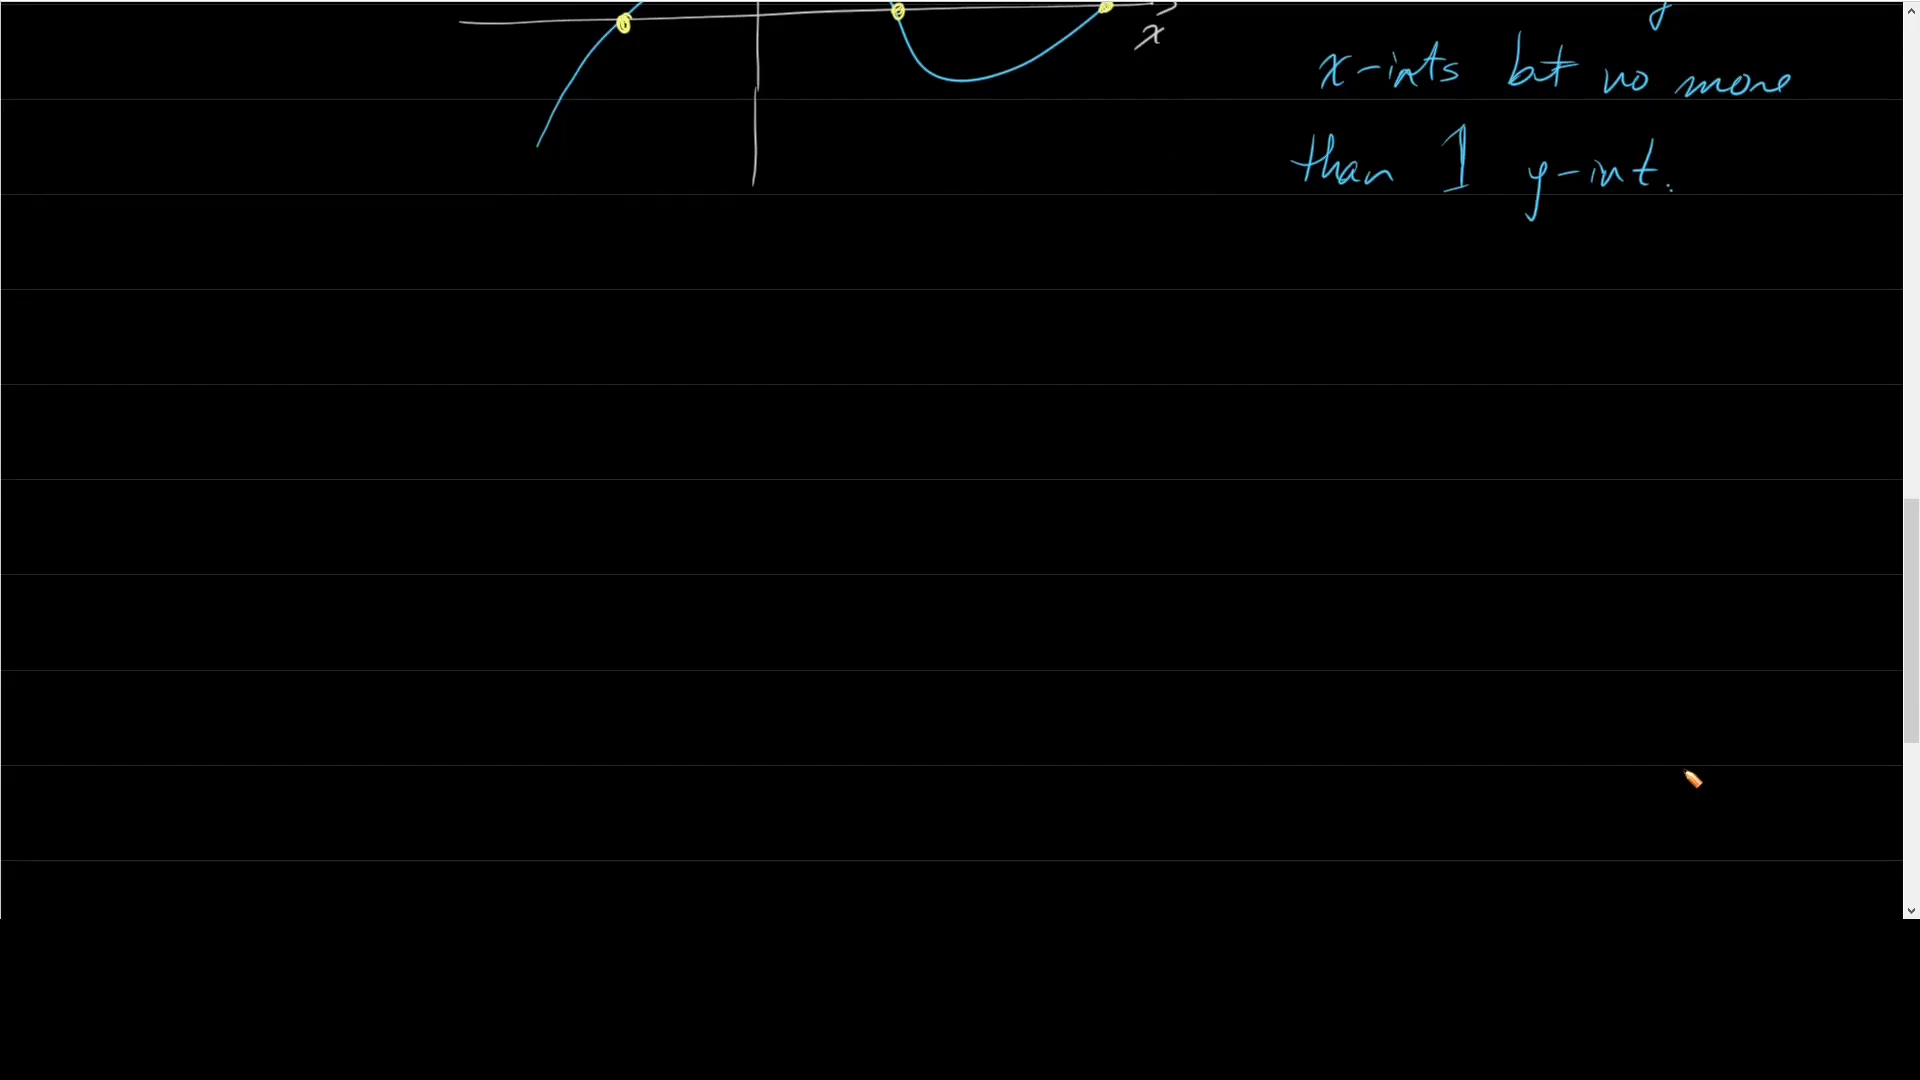 x
x-ints but no more
than 1 y-int.